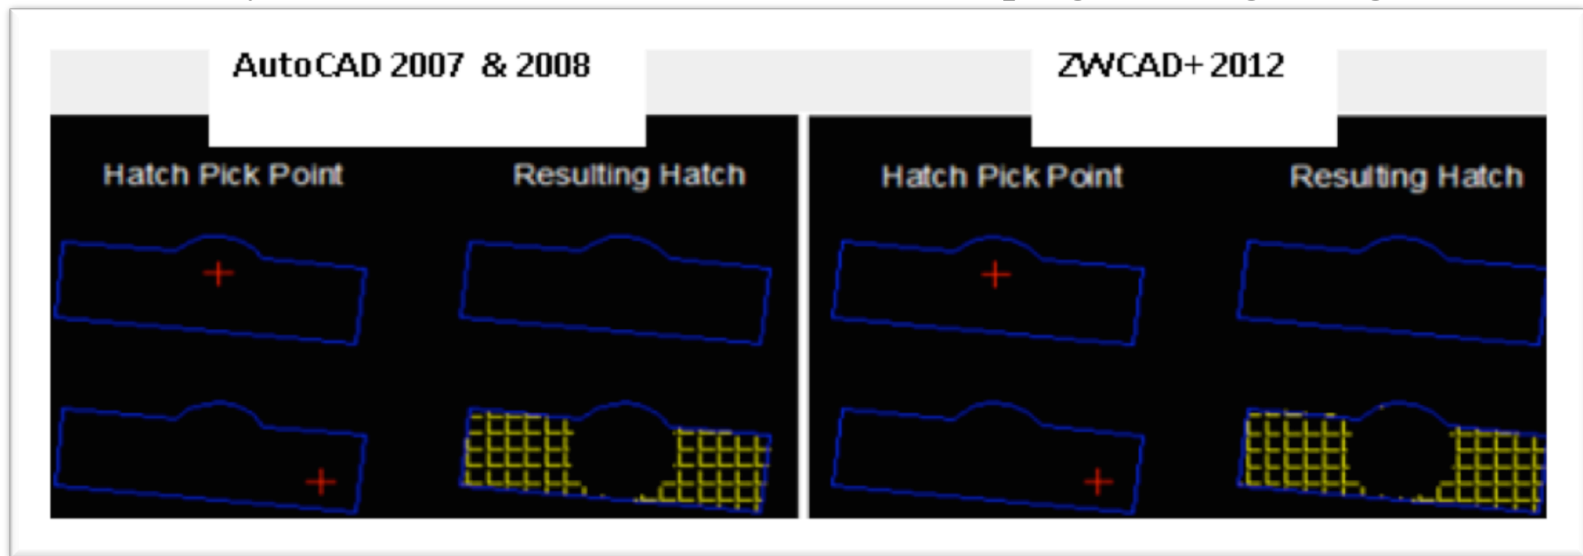 AutoCAD 2007 & 2008
ZWCAD+ 2012
Hatch Pick Point
Resulting Hatch
Hatch Pick Point
Resulting Hatch